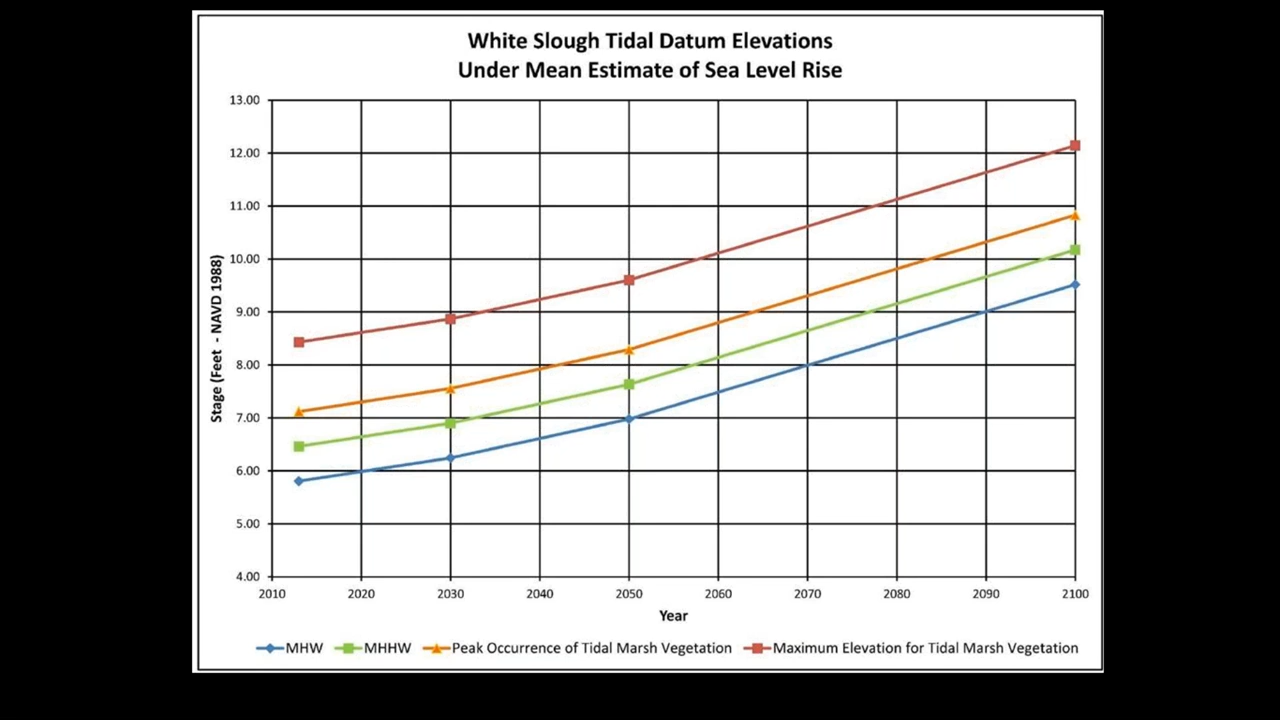 White Slough Tidal Datum Elevations
Under Mean Estimate of Sea Level Rise
13.00
12.00
11.00
10.00
9.00
8.00
7.00
6.00
5.00
4.00
Stage (Feet - NAVD 1988)
2010 2020 2030 2040 2050 2060 2070 2080 2090 2100
Year
MHW MHHW Peak Occurrence of Tidal Marsh Vegetation Maximum Elevation for Tidal Marsh Vegetation